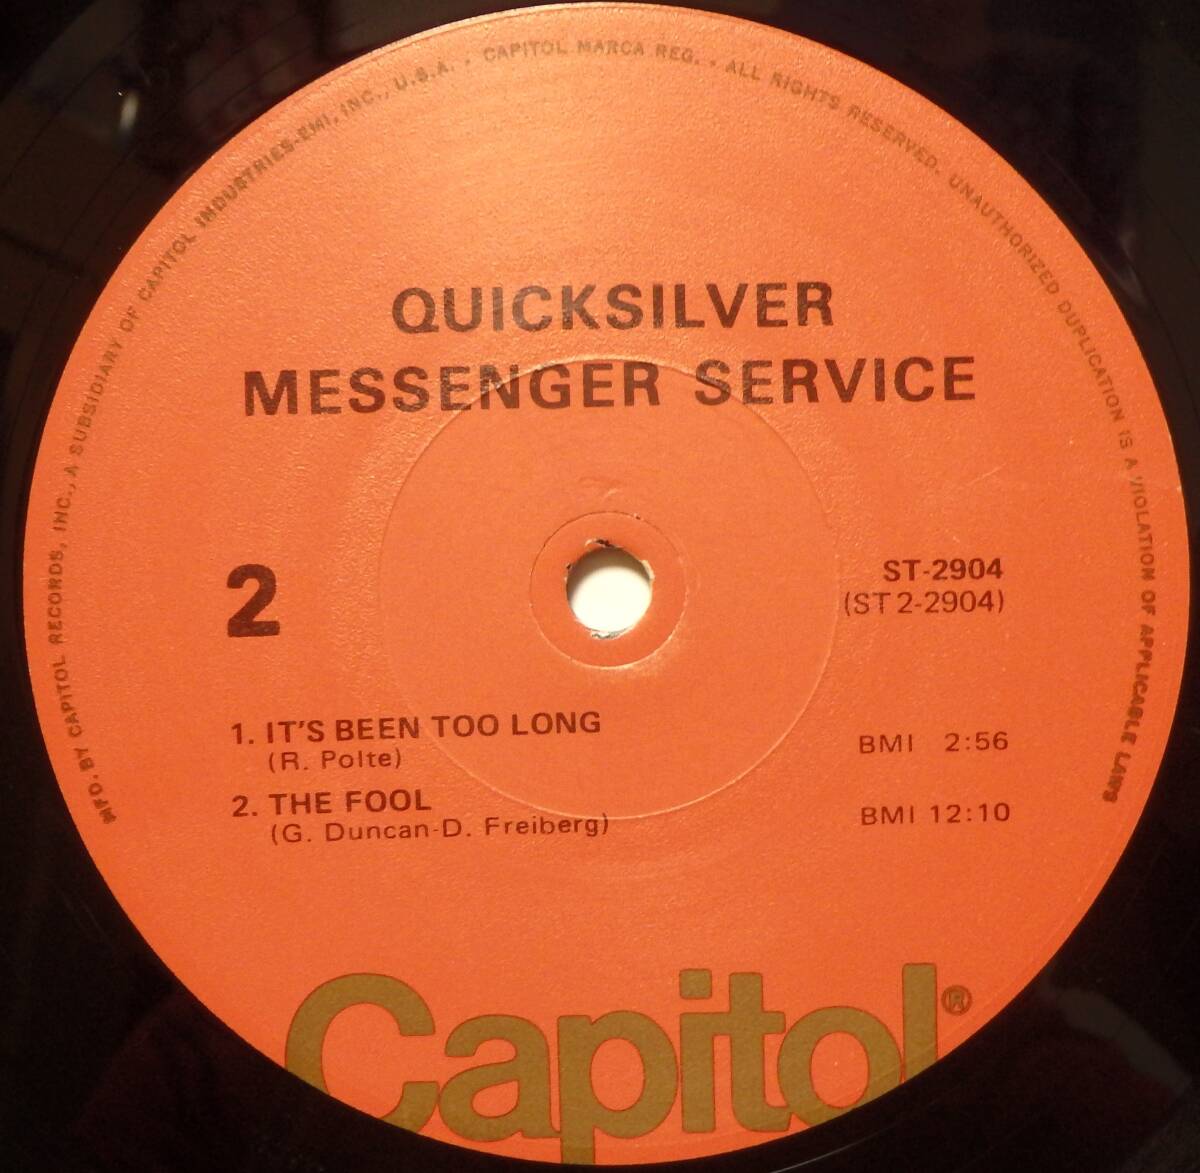 MFD. BY CAPITOL RECORDS, INC., A SUBSIDIARY OF CAPITOL INDUSTRIES-EMI, INC., U.S.A. · CAPITOL MARCA REG. · ALL RIGHTS RESERVED. UNAUTHORIZED DUPLICATION IS A VIOLATION OF APPLICABLE LAWS
QUICKSILVER
MESSENGER SERVICE
2
ST-2904
(ST 2-2904)
1. IT'S BEEN TOO LONG
(R. Polte)
BMI 2:56
2. THE FOOL
(G. Duncan-D. Freiberg)
BMI 12:10
Capitol®